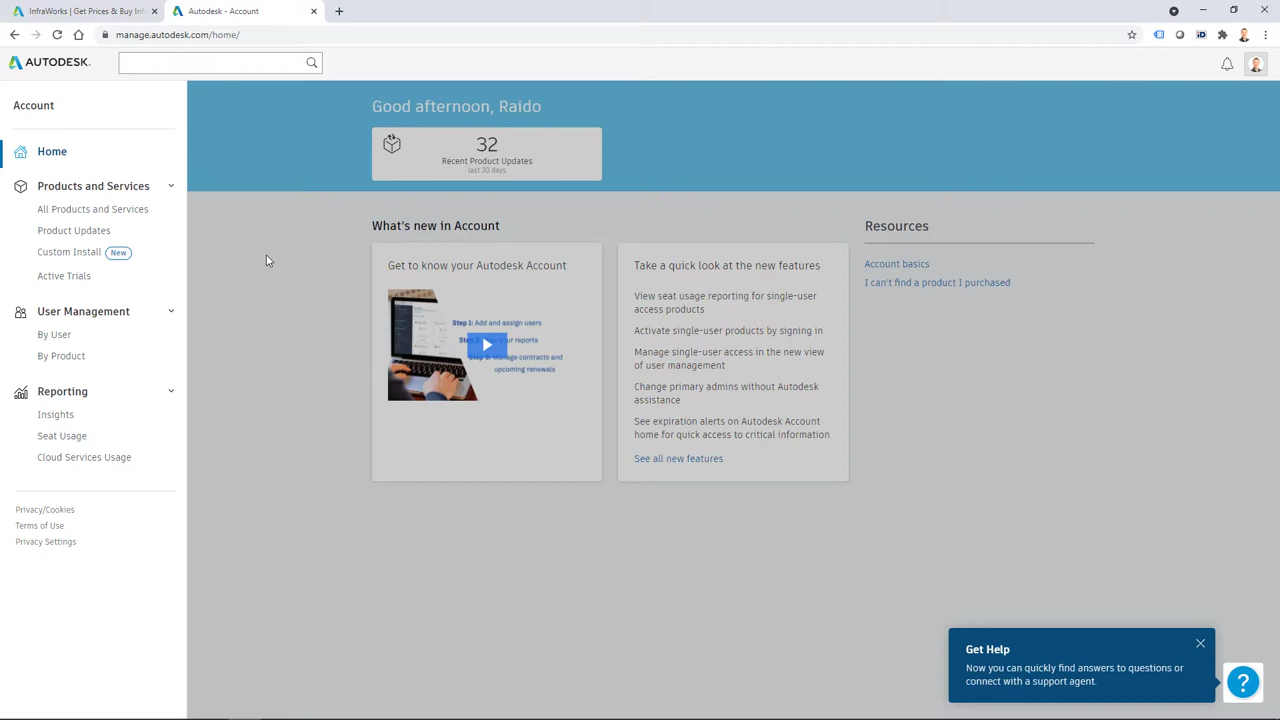 InfraWorks | Get Prices & Buy Inf
Autodesk - Account
manage.autodesk.com/home/
AUTODESK.
Account
Home
Products and Services
All Products and Services
Product Updates
Custom Install New
Active Trials
User Management
By User
By Product
Reporting
Insights
Seat Usage
Cloud Services Usage
Privacy/Cookies
Terms of Use
Privacy Settings
Good afternoon, Raido
32
Recent Product Updates
last 30 days
What's new in Account
Get to know your Autodesk Account
Step 1: Add and assign users
Manage contracts and
upcoming renewals
Take a quick look at the new features
View seat usage reporting for single-user
access products
Activate single-user products by signing in
Manage single-user access in the new view
of user management
Change primary admins without Autodesk
assistance
See expiration alerts on Autodesk Account
home for quick access to critical information
See all new features
Resources
Account basics
I can't find a product I purchased
Get Help
Now you can quickly find answers to questions or
connect with a support agent.
?